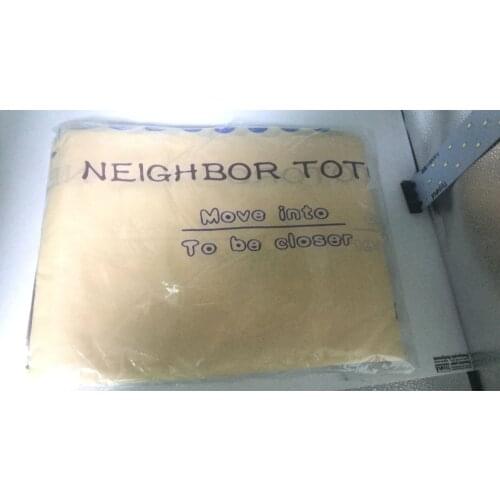 NEIGHBOR TOT
Move into
To be closer